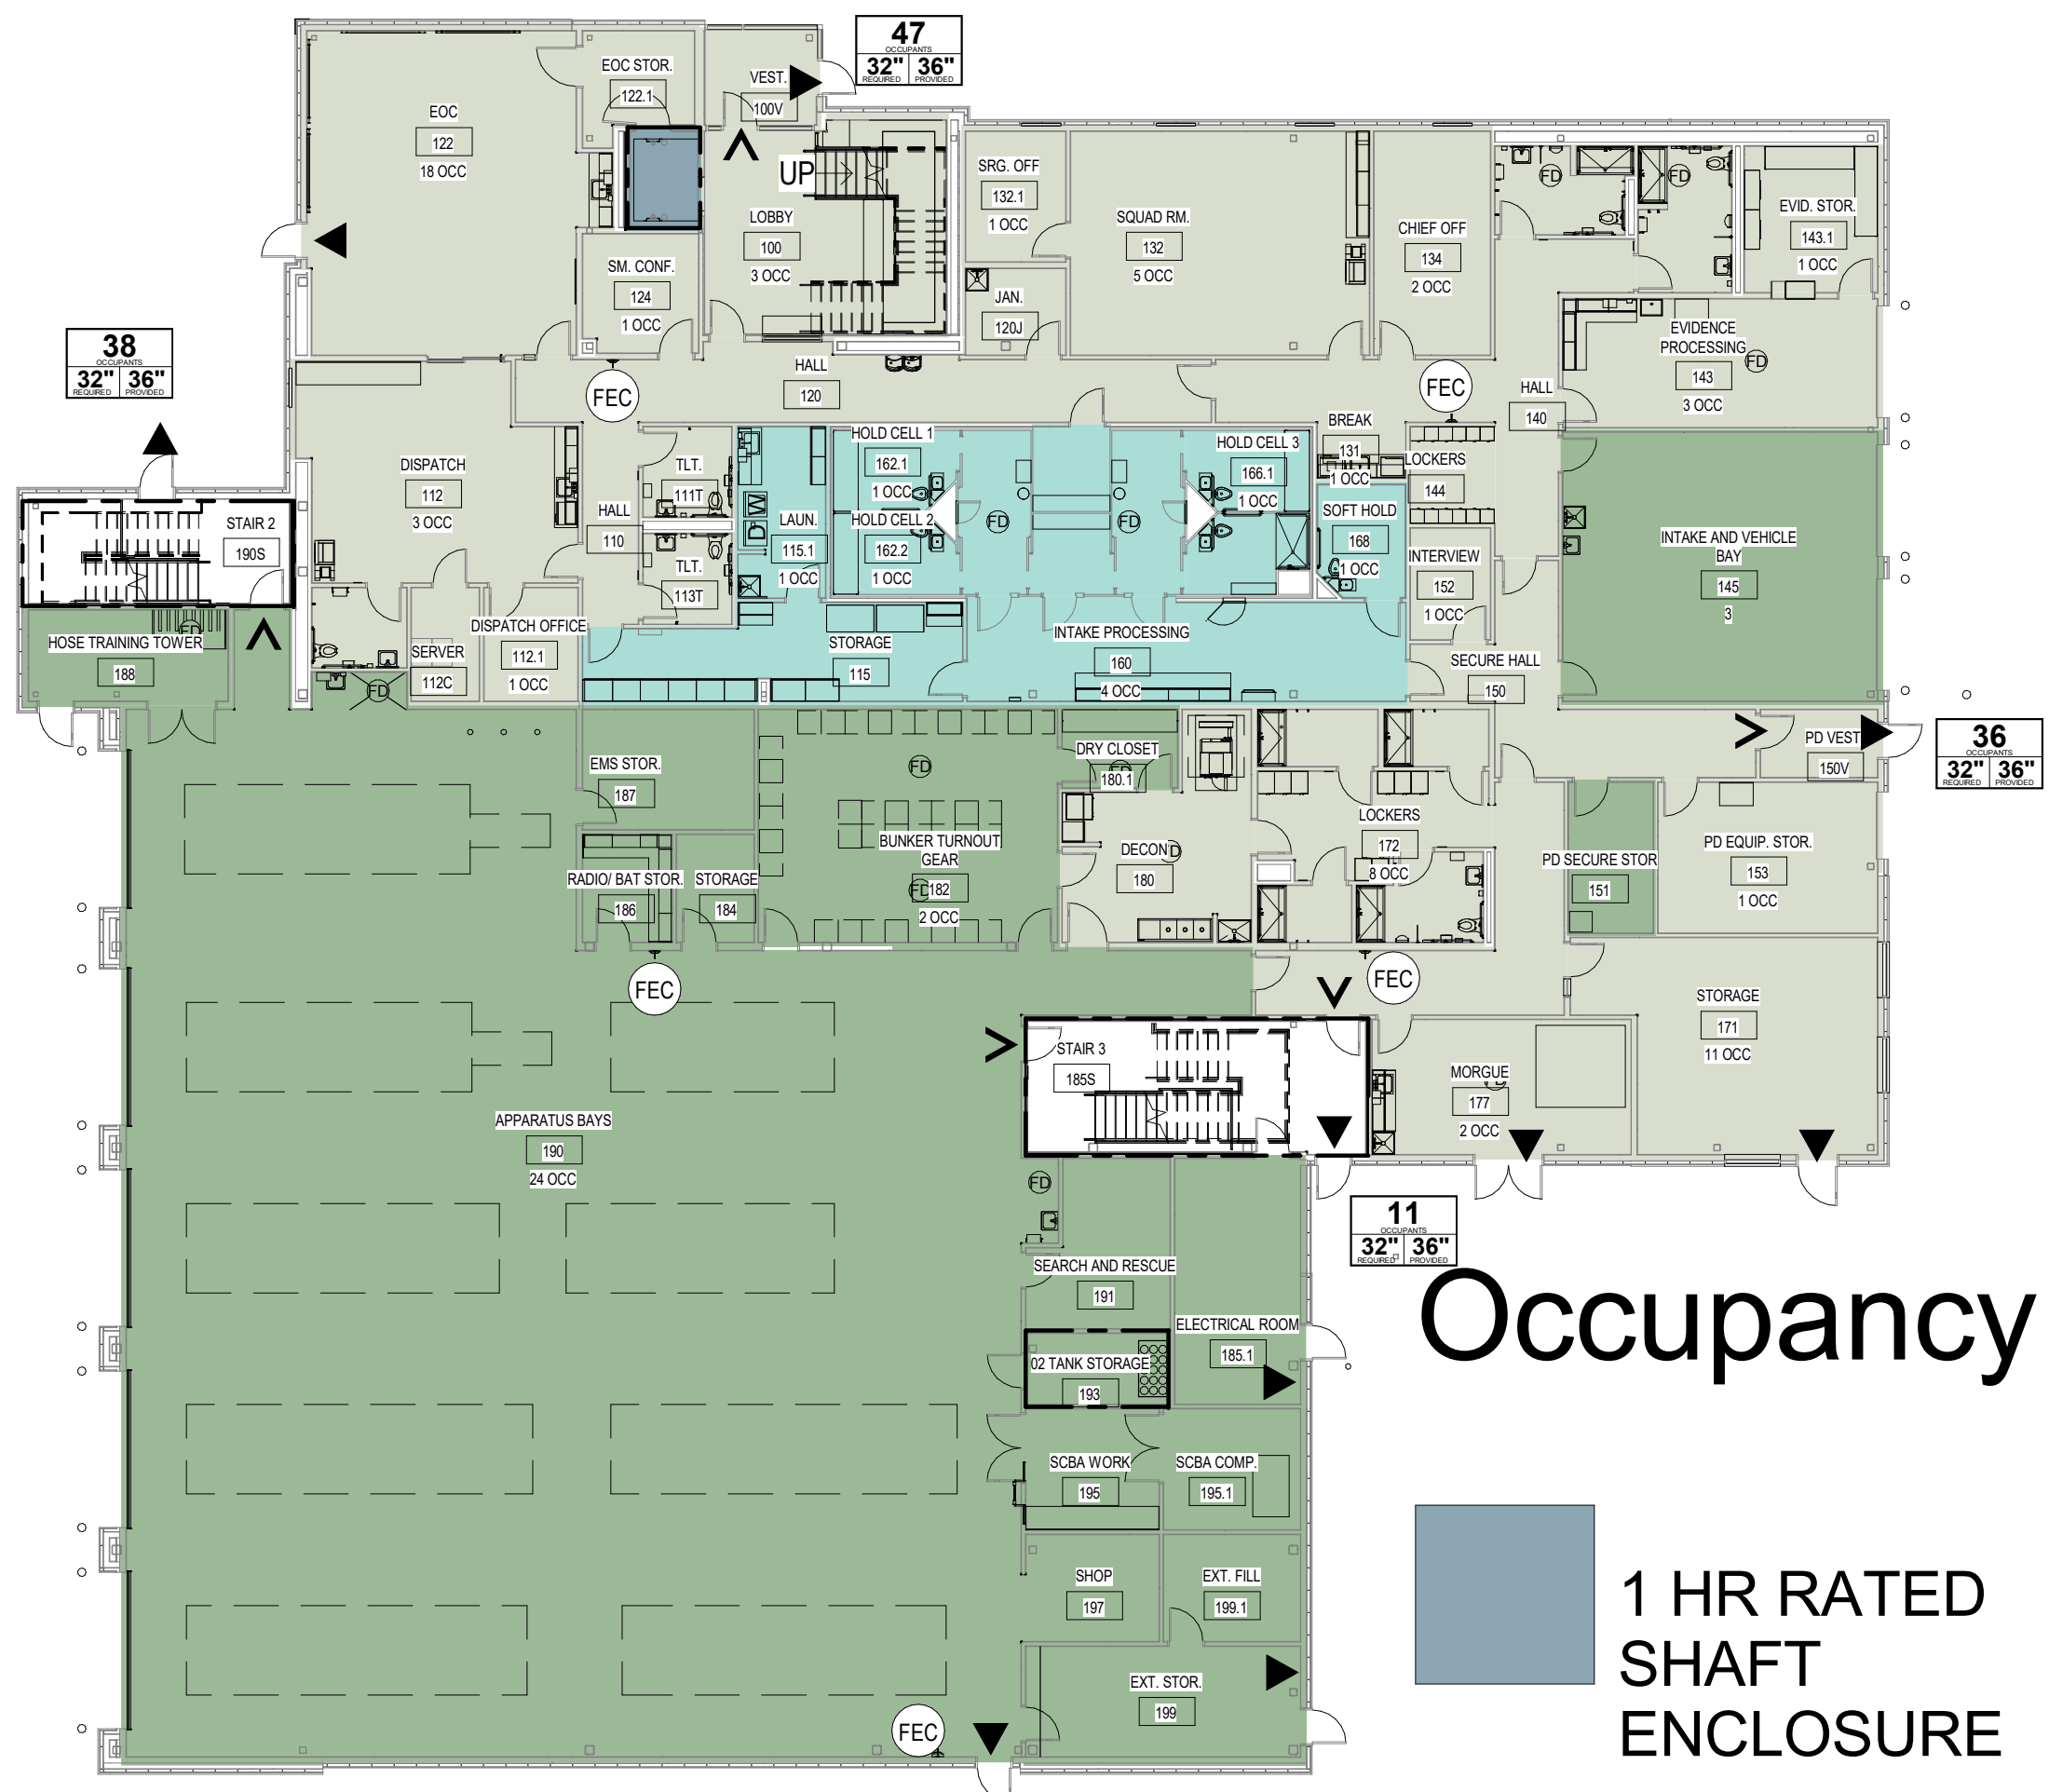 47
OCCUPANTS
32" 36"
REQUIRED PROVIDED
EOC STOR.
122.1
VEST.
100V
EOC
122
18 OCC
UP
LOBBY
100
3 OCC
SRG. OFF
132.1
1 OCC
SQUAD RM.
132
5 OCC
CHIEF OFF
134
2 OCC
FD
FD
EVID. STOR.
143.1
1 OCC
SM. CONF.
124
1 OCC
JAN.
120J
EVIDENCE
PROCESSING
FD
143
3 OCC
38
OCCUPANTS
32" 36"
REQUIRED PROVIDED
FEC
HALL
120
FEC
HALL
140
BREAK
131
1 OCC
LOCKERS
144
DISPATCH
112
3 OCC
TLT.
111T
HALL
110
TLT.
113T
W
D
LAUN.
115.1
1 OCC
HOLD CELL 1
162.1
1 OCC
HOLD CELL 2
162.2
1 OCC
FD
FD
HOLD CELL 3
166.1
1 OCC
SOFT HOLD
168
1 OCC
INTERVIEW
152
1 OCC
INTAKE AND VEHICLE
BAY
145
3
STAIR 2
190S
FD
HOSE TRAINING TOWER
188
SERVER
112C
DISPATCH OFFICE
112.1
1 OCC
STORAGE
115
INTAKE PROCESSING
160
4 OCC
SECURE HALL
150
FD
PD VEST
150V
36
OCCUPANTS
32" 36"
REQUIRED PROVIDED
EMS STOR.
187
FD
DRY CLOSET
FD
180.1
BUNKER TURNOUT
GEAR
FD
182
2 OCC
DECON
180
LOCKERS
172
8 OCC
PD SECURE STOR
151
PD EQUIP. STOR.
153
1 OCC
RADIO/ BAT STOR.
186
STORAGE
184
FEC
FEC
STORAGE
171
11 OCC
STAIR 3
185S
MORGUE
177
2 OCC
APPARATUS BAYS
190
24 OCC
FD
11
OCCUPANTS
32" 36"
REQUIRED PROVIDED
SEARCH AND RESCUE
191
ELECTRICAL ROOM
185.1
Occupancy
02 TANK STORAGE
193
SCBA WORK
195
SCBA COMP.
195.1
SHOP
197
EXT. FILL
199.1
EXT. STOR.
199
FEC
1 HR RATED
SHAFT
ENCLOSURE